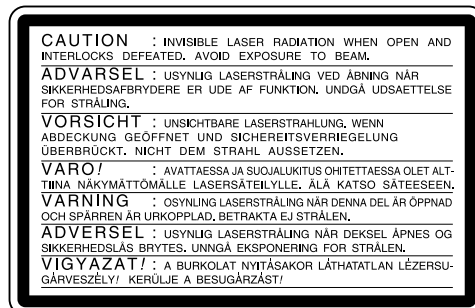 CAUTION : INVISIBLE LASER RADIATION WHEN OPEN AND
INTERLOCKS DEFEATED. AVOID EXPOSURE TO BEAM.
ADVARSEL : USYNLIG LASERSTRÅLING VED ÅBNING NÅR
SIKKERHEDSAFBRYDERE ER UDE AF FUNKTION. UNDGÅ UDSAETTELSE
FOR STRÅLING.
VORSICHT : UNSICHTBARE LASERSTRAHLUNG. WENN
ABDECKUNG GEÖFFNET UND SICHEREITSVERRIEGELUNG
ÜBERBRÜCKT. NICHT DEM STRAHL AUSSETZEN.
VARO! : AVATTAESSA JA SUOJALUKITUS OHITETTAESSA OLET ALT-
TIINA NÄKYMÄTTÖMÄLLE LASERSÄTEILYLLE. ÄLÄ KATSO SÄTEESEEN.
VARNING : OSYNLIG LASERSTRÅLING NÄR DENNA DEL ÄR ÖPPNAD
OCH SPÄRREN ÄR URKOPPLAD. BETRAKTA EJ STRÅLEN.
ADVERSEL : USYNLIG LASERSTRÅLING NÅR DEKSEL ÅPNES OG
SIKKERHEDSLÅS BRYTES. UNNGÅ EKSPONERING FOR STRÅLEN.
VIGYAZAT! : A BURKOLAT NYITÁSAKOR LÁTHATATLAN LÉZERSU-
GÁRVESZÉLY! KERÜLJE A BESUGÁRZÁST!